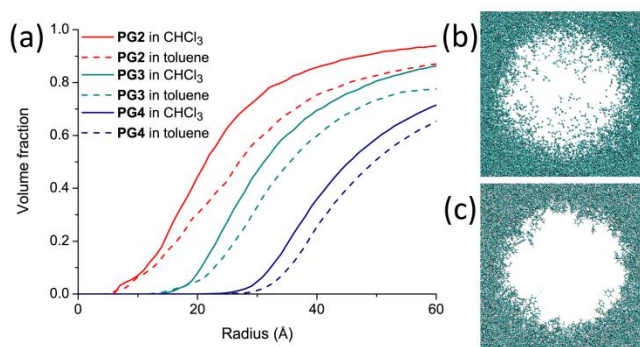 (a)
PG2 in CHCl₃
PG2 in toluene
PG3 in CHCl₃
PG3 in toluene
PG4 in CHCl₃
PG4 in toluene
Volume fraction
1.0
0.8
0.6
0.4
0.2
0.0
0
20
40
60
Radius (Å)
(b)
(c)